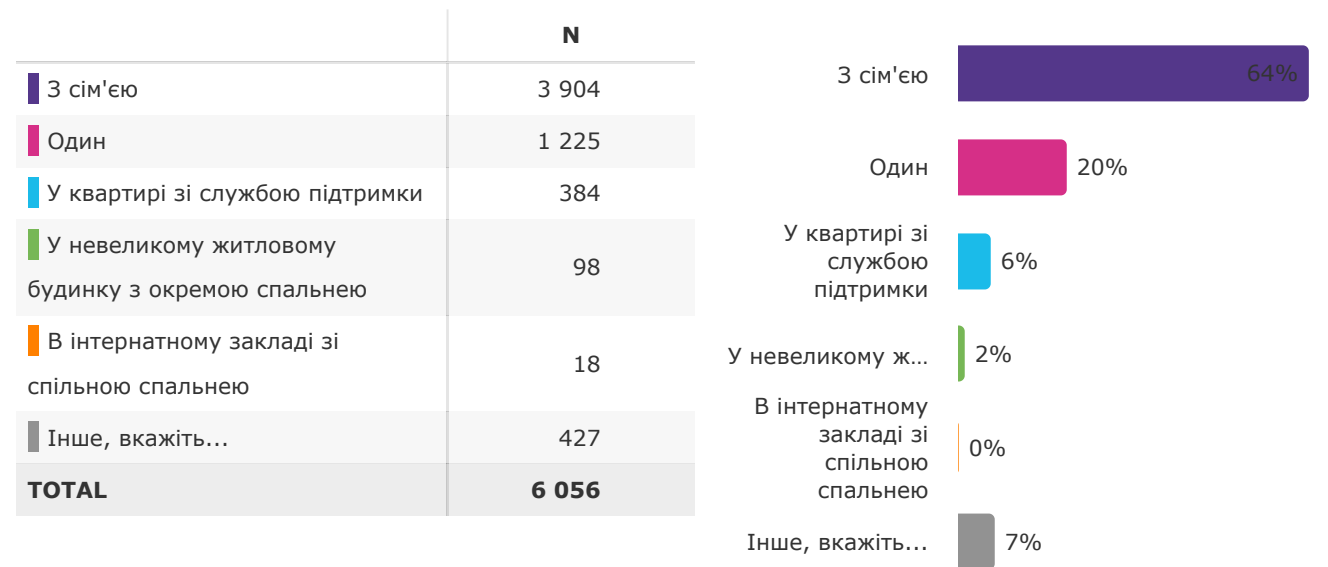 N
З сім'єю
3 904
Один
1 225
У квартирі зі службою підтримки
384
У невеликому житловому
будинку з окремою спальнею
98
В інтернатному закладі зі
спільною спальнею
18
Інше, вкажіть...
427
TOTAL
6 056
З сім'єю
64%
Один
20%
У квартирі зі
службою
підтримки
6%
У невеликому ж...
2%
В інтернатному
закладі зі
спільною
спальнею
0%
Інше, вкажіть...
7%